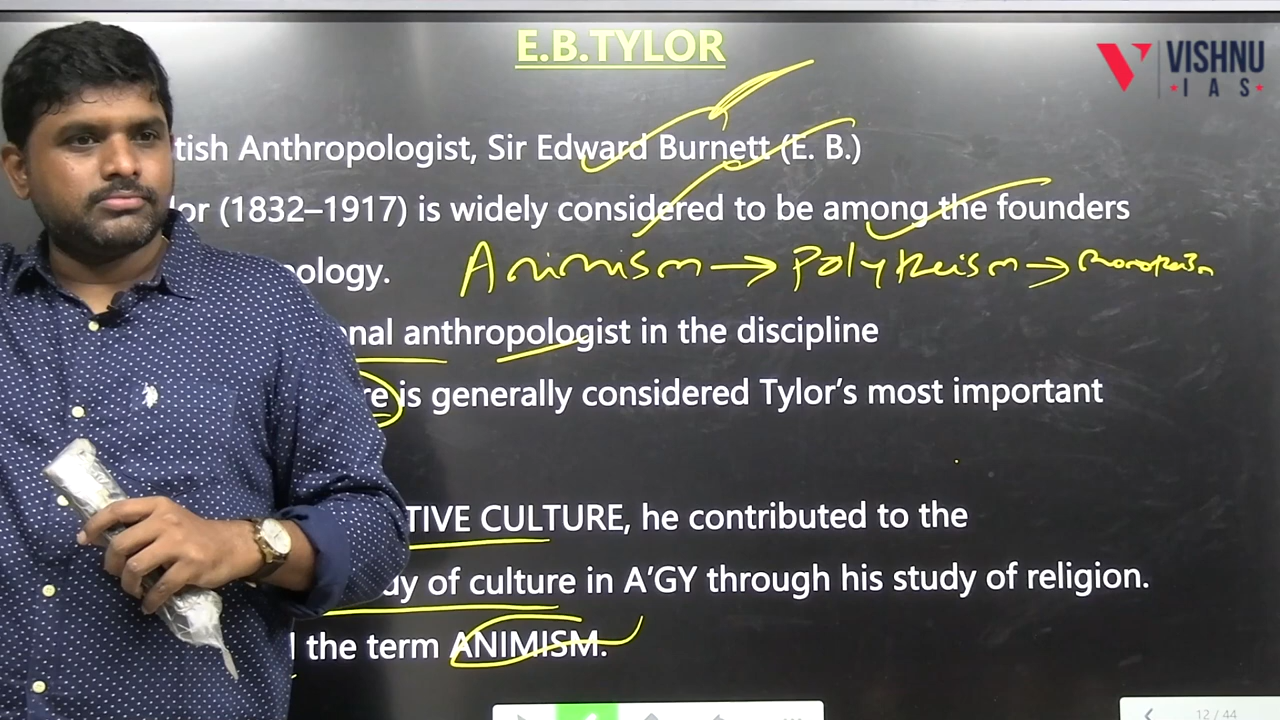 E.B.TYLOR
VISHNU
IAS
tish Anthropologist, Sir Edward Burnett (E. B.)
lor (1832–1917) is widely considered to be among the founders
pology.
Animism → Polytheism → monotheism
nal anthropologist in the discipline
re is generally considered Tylor's most important
TIVE CULTURE, he contributed to the
dy of culture in A'GY through his study of religion.
the term ANIMISM.
12 / 44